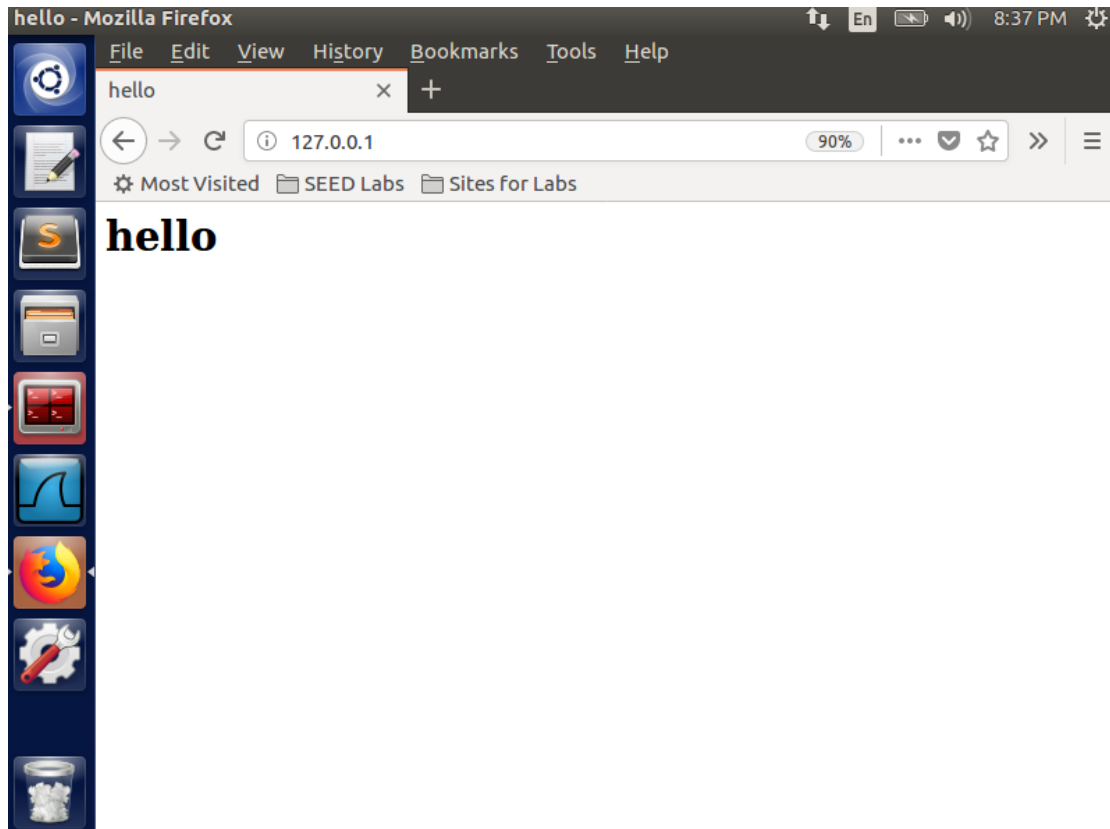 hello - Mozilla Firefox En 8:37 PM
File Edit View History Bookmarks Tools Help
hello
127.0.0.1 90%
Most Visited SEED Labs Sites for Labs
hello